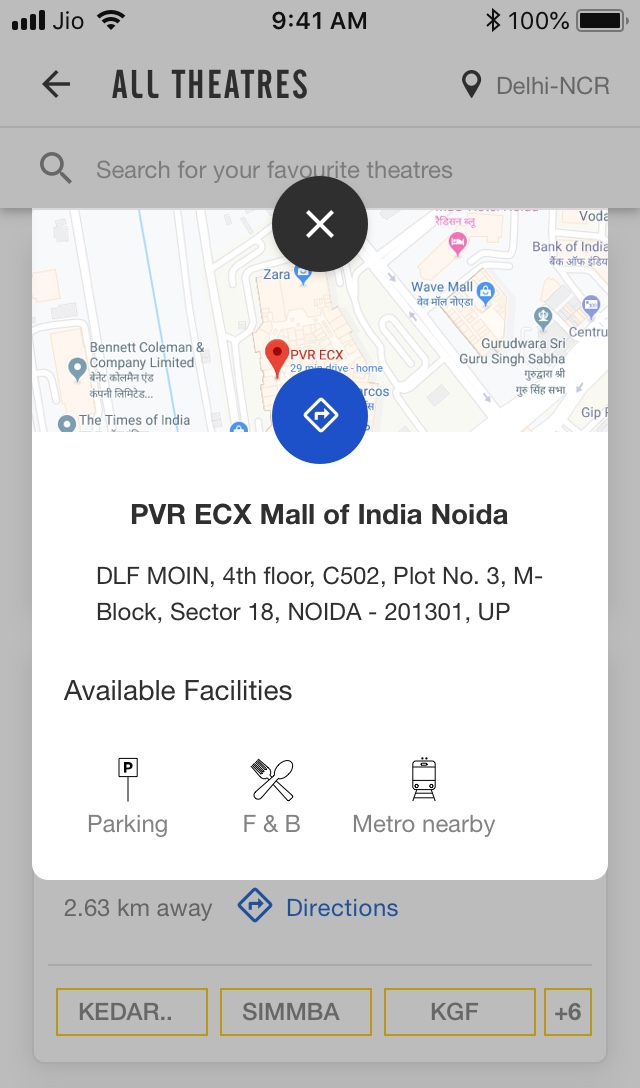 Jio 9:41 AM 100%
ALL THEATRES Delhi-NCR
Search for your favourite theatres
रेडिसन ब्लू
Voda
Bank of India
बैंक ऑफ इंडिय
Zara
Wave Mall
वेव मॉल नोएडा
Centru
Gurudwara Sri
Guru Singh Sabha
गुरुद्वारा श्री
गुरु सिंह सभा
Bennett Coleman &
Company Limited
बेनेट कोलमैन एंड
कंपनी लिमिटेड...
PVR ECX
29 min drive - home
arcos
The Times of India
Gip
PVR ECX Mall of India Noida
DLF MOIN, 4th floor, C502, Plot No. 3, M-
Block, Sector 18, NOIDA - 201301, UP
Available Facilities
P
Parking F & B Metro nearby
2.63 km away Directions
KEDAR.. SIMMBA KGF +6